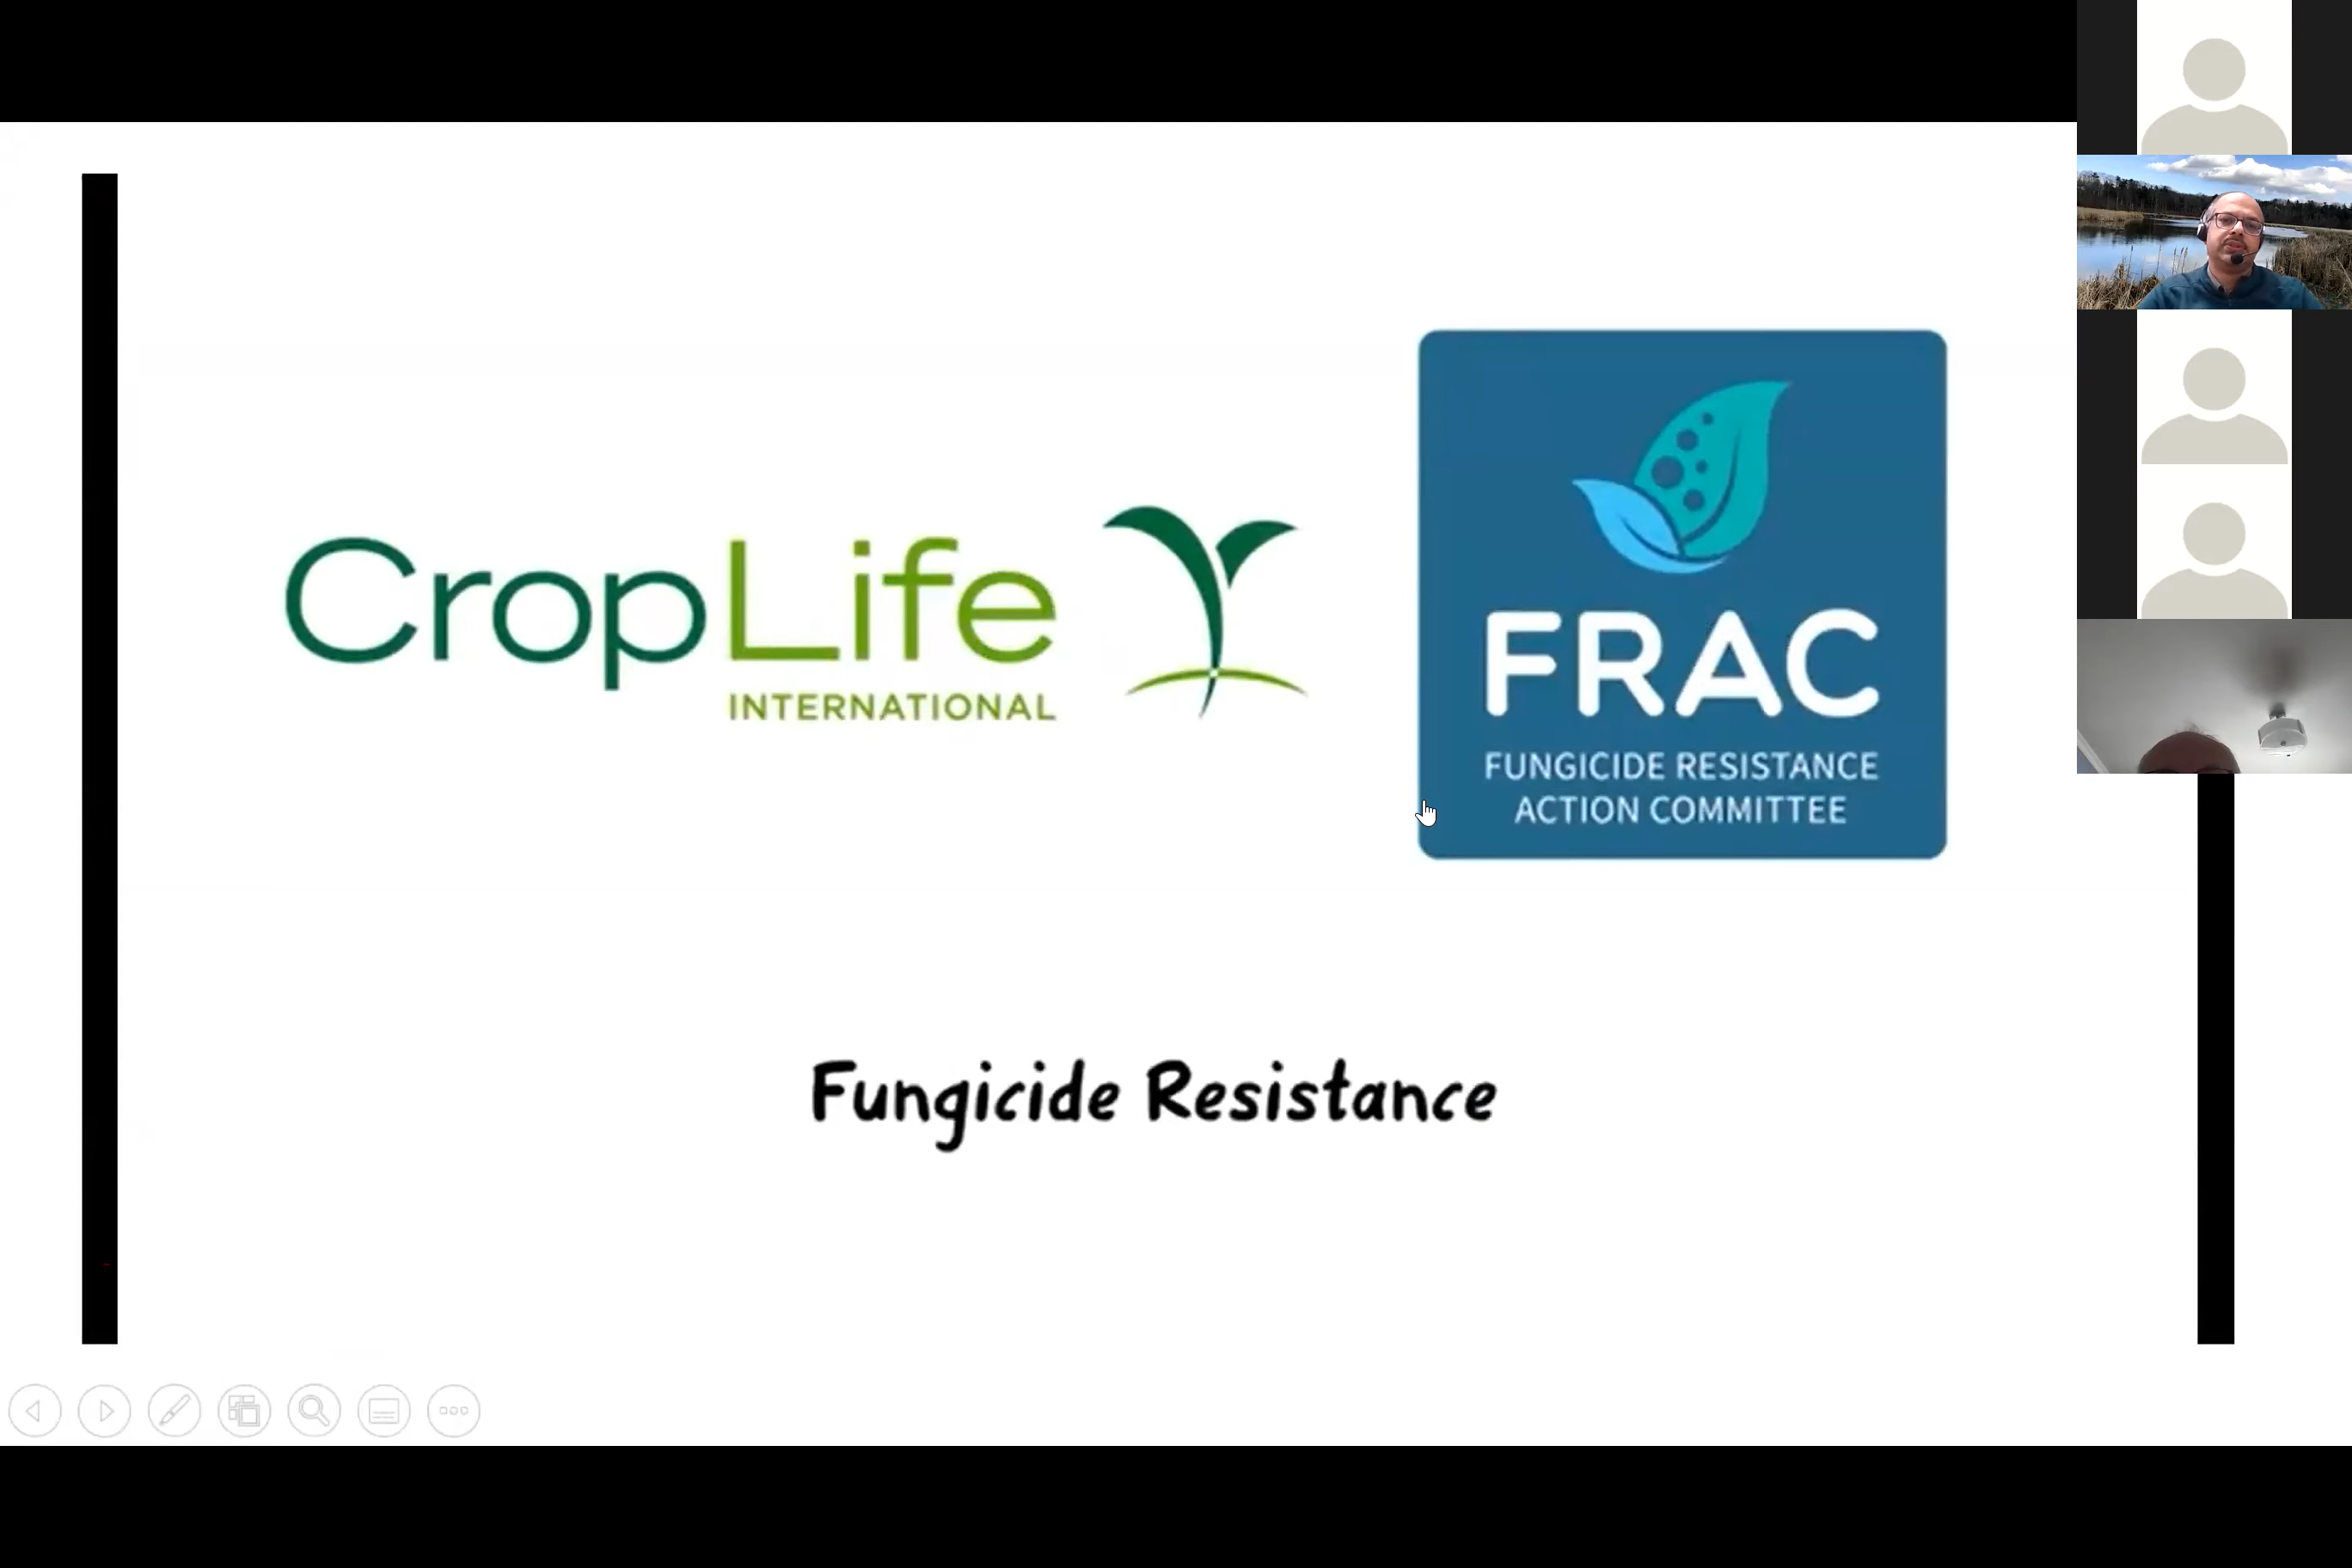 CropLife
INTERNATIONAL
FRAC
FUNGICIDE RESISTANCE
ACTION COMMITTEE
Fungicide Resistance